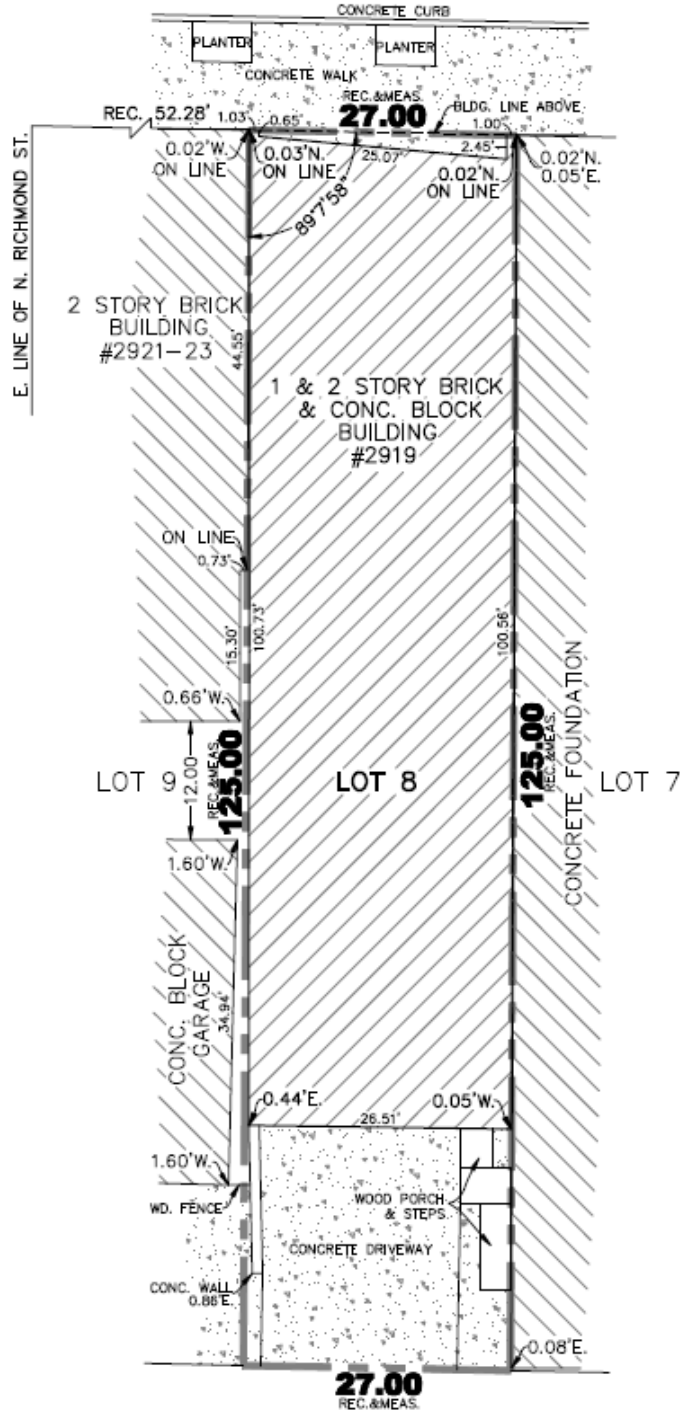 CONCRETE CURB
PLANTER
PLANTER
CONCRETE WALK
REC.&MEAS.
27.00
BLDG. LINE ABOVE
REC. 52.28'
1.03'
0.65'
1.00'
25.07'
2.45'
0.02'W.
ON LINE
0.03'N.
ON LINE
0.02'N.
ON LINE
0.02'N.
0.05'E.
89°7'58"
E. LINE OF N. RICHMOND ST.
2 STORY BRICK
BUILDING
#2921-23
44.55'
1 & 2 STORY BRICK
& CONC. BLOCK
BUILDING
#2919
ON LINE
0.73'
15.30'
100.73'
100.56'
0.66'W.
LOT 9
12.00
REC.&MEAS.
125.00
LOT 8
125.00
REC.&MEAS.
CONCRETE FOUNDATION
LOT 7
1.60'W.
CONC. BLOCK
GARAGE
34.94'
0.44'E.
26.51'
0.05'W.
1.60'W.
WD. FENCE
WOOD PORCH
& STEPS
CONCRETE DRIVEWAY
CONC. WALL
0.88'E.
0.08'E.
27.00
REC.&MEAS.